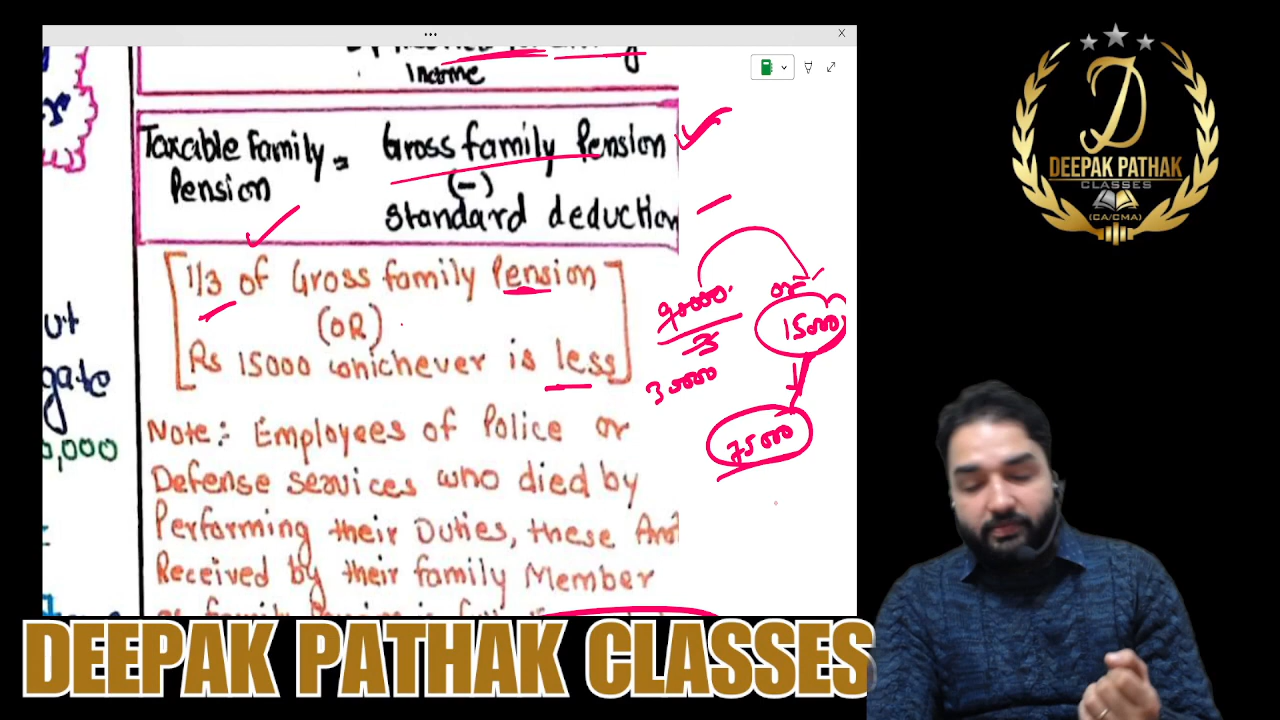 Income
Taxable Family Pension = Gross family Pension
(-)
standard deduction
[1/3 of Gross family Pension
(OR)
Rs 15000 whichever is less]
Note:- Employees of Police or
Defense services who died by
Performing their Duties, these
Received by their family Member
90000
3
30000
or
15000
75000
ut
gate
0,000
D
DEEPAK PATHAK
CLASSES
(CA/CMA)
DEEPAK PATHAK CLASSES